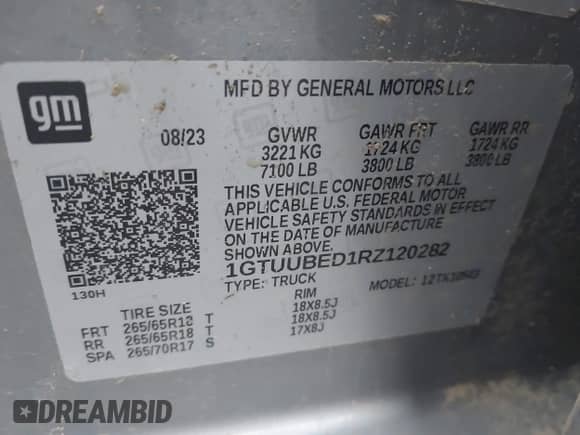 gm
MFD BY GENERAL MOTORS LLC
08/23 GVWR GAWR FRT GAWR RR
3221 KG 1724 KG 1724 KG
7100 LB 3800 LB 3800 LB
THIS VEHICLE CONFORMS TO ALL
APPLICABLE U.S. FEDERAL MOTOR
VEHICLE SAFETY STANDARDS IN EFFECT
ON THE DATE OF MANUFACTURE
SHOWN ABOVE.
1GTUUBED1RZ120282
130H
TYPE: TRUCK MODEL:
TIRE SIZE RIM
FRT 265/65R18 T 18X8.5J
RR 265/65R18 T 18X8.5J
SPA 265/70R17 S 17X8J
DREAMBID